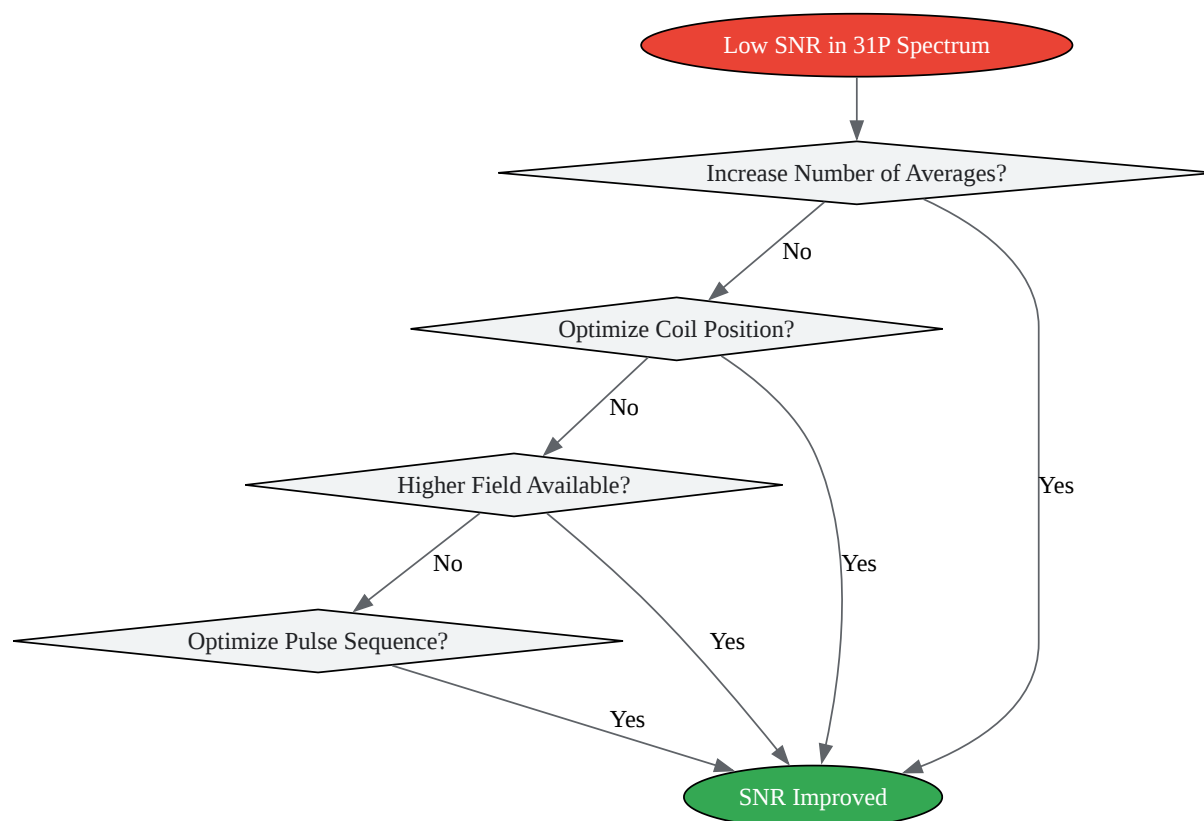 Low SNR in 31P Spectrum
Increase Number of Averages?
No
Optimize Coil Position?
No
Higher Field Available?
Yes
No
Yes
Optimize Pulse Sequence?
Yes
Yes
SNR Improved